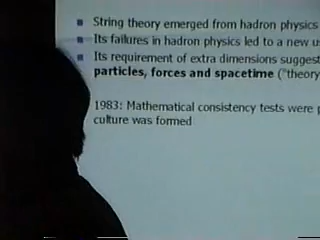 String theory emerged from hadron physics
Its failures in hadron physics led to a new
Its requirement of extra dimensions
particles, forces and spacetime ("theory
1983: Mathematical consistency tests were
culture was formed